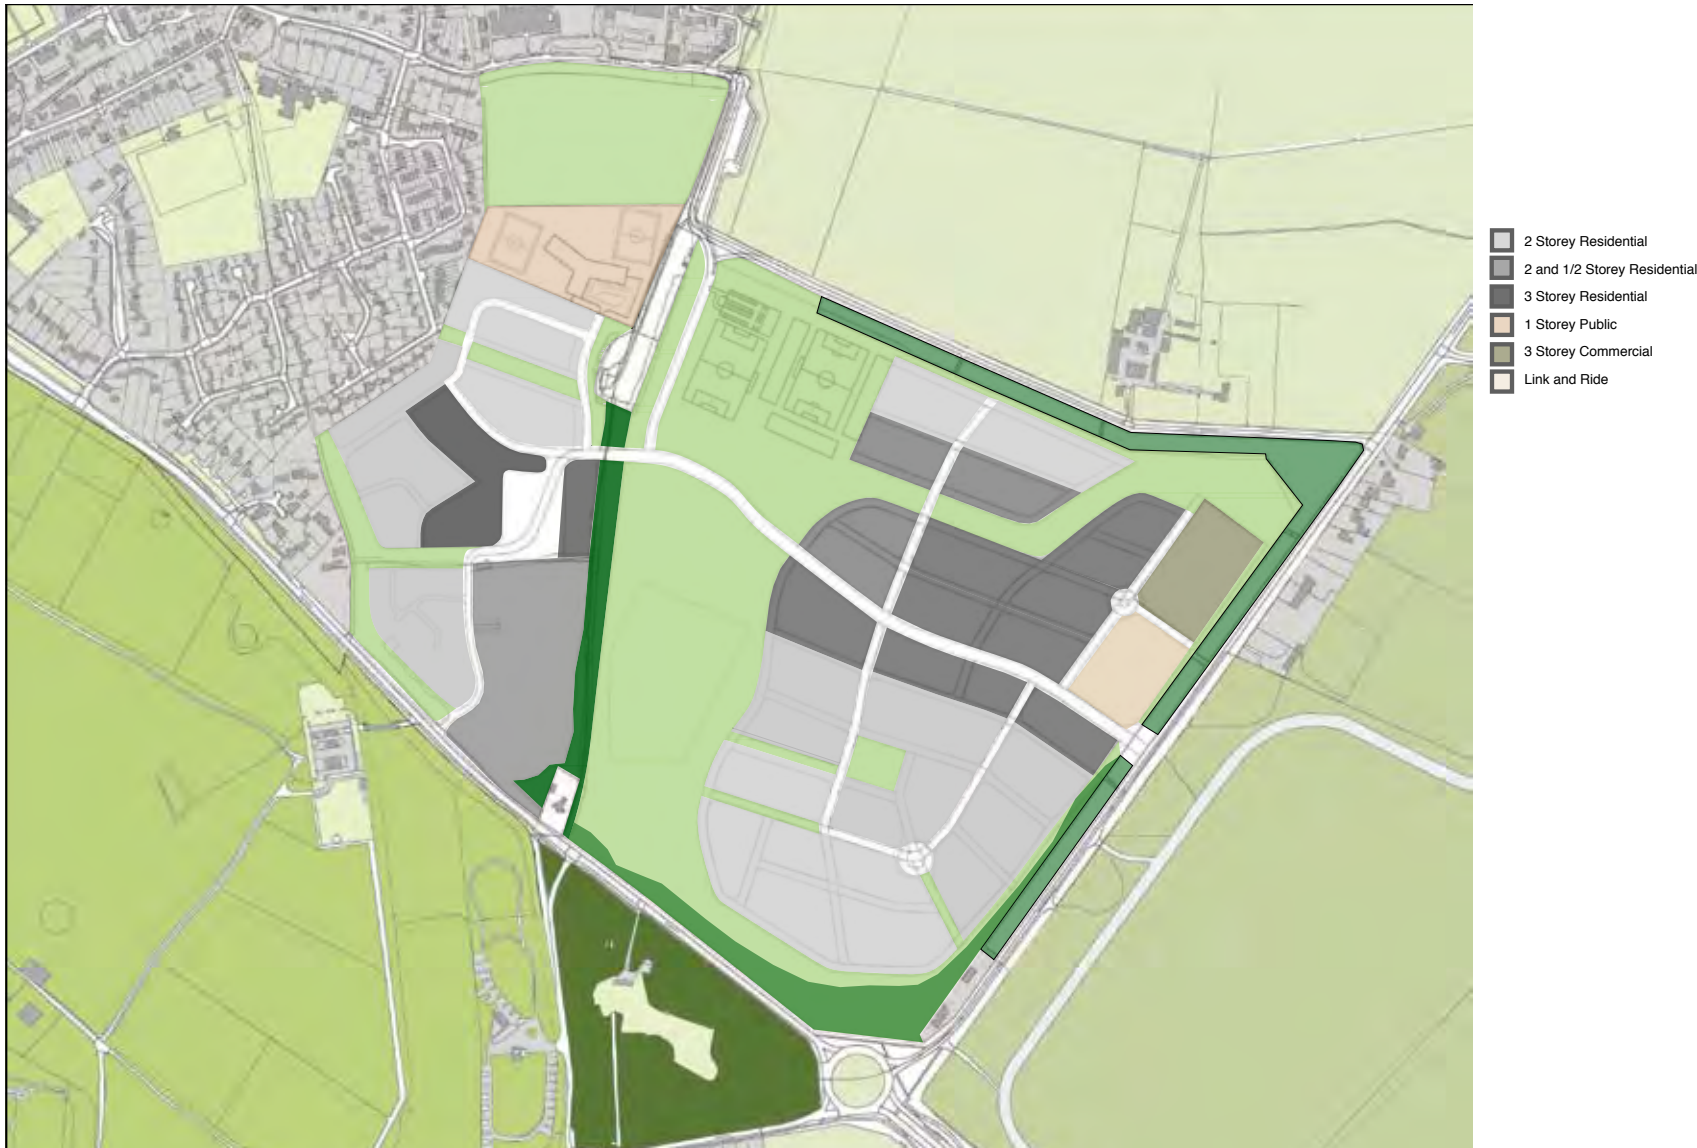 2 Storey Residential
2 and 1/2 Storey Residential
3 Storey Residential
1 Storey Public
3 Storey Commercial
Link and Ride